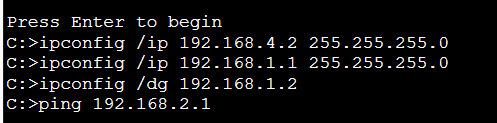 Press Enter to begin
C:>ipconfig /ip 192.168.4.2 255.255.255.0
C:>ipconfig /ip 192.168.1.1 255.255.255.0
C:>ipconfig /dg 192.168.1.2
C:>ping 192.168.2.1